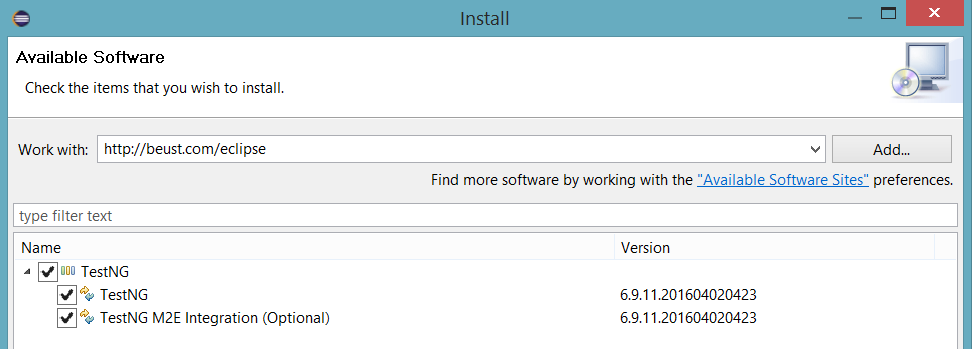 Install
Available Software
Check the items that you wish to install.
Work with: http://beust.com/eclipse Add...
Find more software by working with the "Available Software Sites" preferences.
type filter text
Name Version
TestNG
TestNG 6.9.11.201604020423
TestNG M2E Integration (Optional) 6.9.11.201604020423